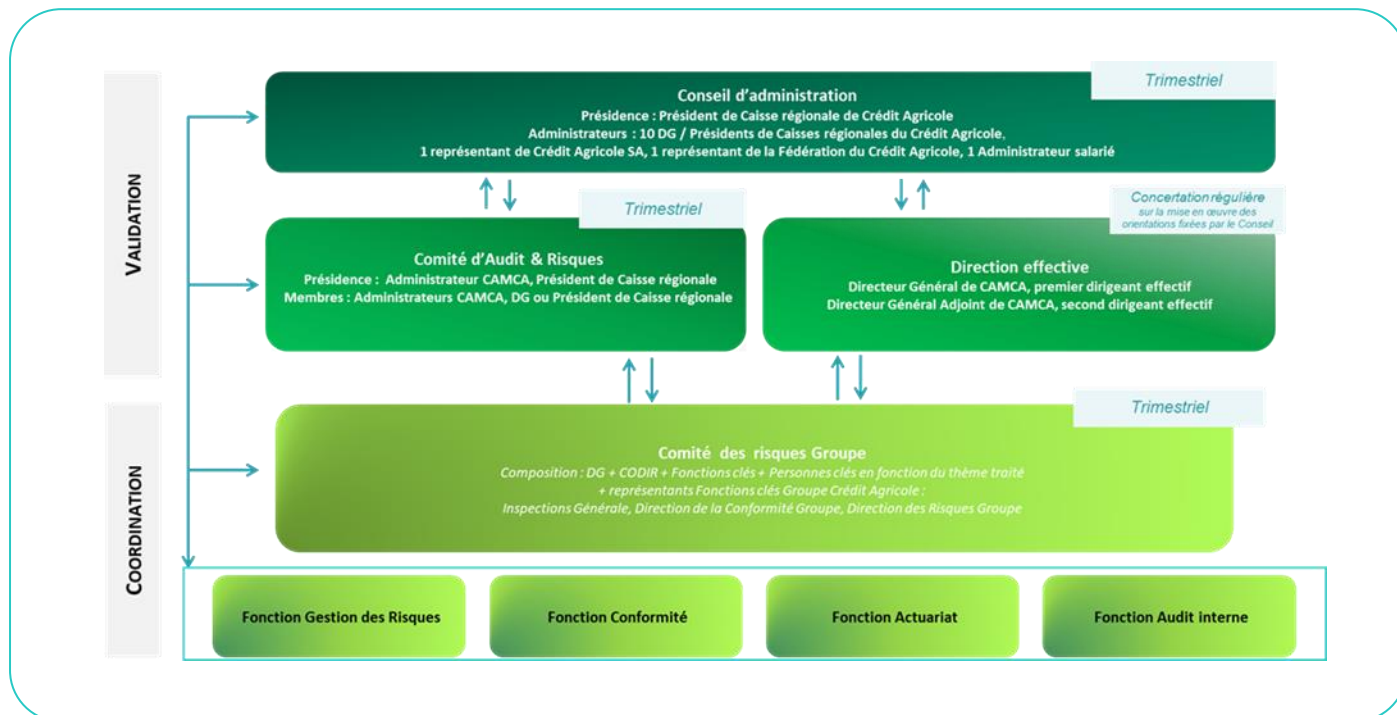 VALIDATION
Trimestriel
Conseil d'administration
Présidence : Président de Caisse régionale de Crédit Agricole
Administrateurs : 10 DG / Présidents de Caisses régionales du Crédit Agricole.
1 représentant de Crédit Agricole SA, 1 représentant de la Fédération du Crédit Agricole, 1 Administrateur salarié
Trimestriel
Comité d'Audit & Risques
Présidence : Administrateur CAMCA, Président de Caisse régionale
Membres : Administrateurs CAMCA, DG ou Président de Caisse régionale
Concertation régulière
sur la mise en œuvre des
orientations fixées par le Conseil
Direction effective
Directeur Général de CAMCA, premier dirigeant effectif
Directeur Général Adjoint de CAMCA, second dirigeant effectif
COORDINATION
Trimestriel
Comité des risques Groupe
Composition : DG + CODIR + Fonctions clés + Personnes clés en fonction du thème traité
+ représentants Fonctions clés Groupe Crédit Agricole :
Inspections Générale, Direction de la Conformité Groupe, Direction des Risques Groupe
Fonction Gestion des Risques
Fonction Conformité
Fonction Actuariat
Fonction Audit interne